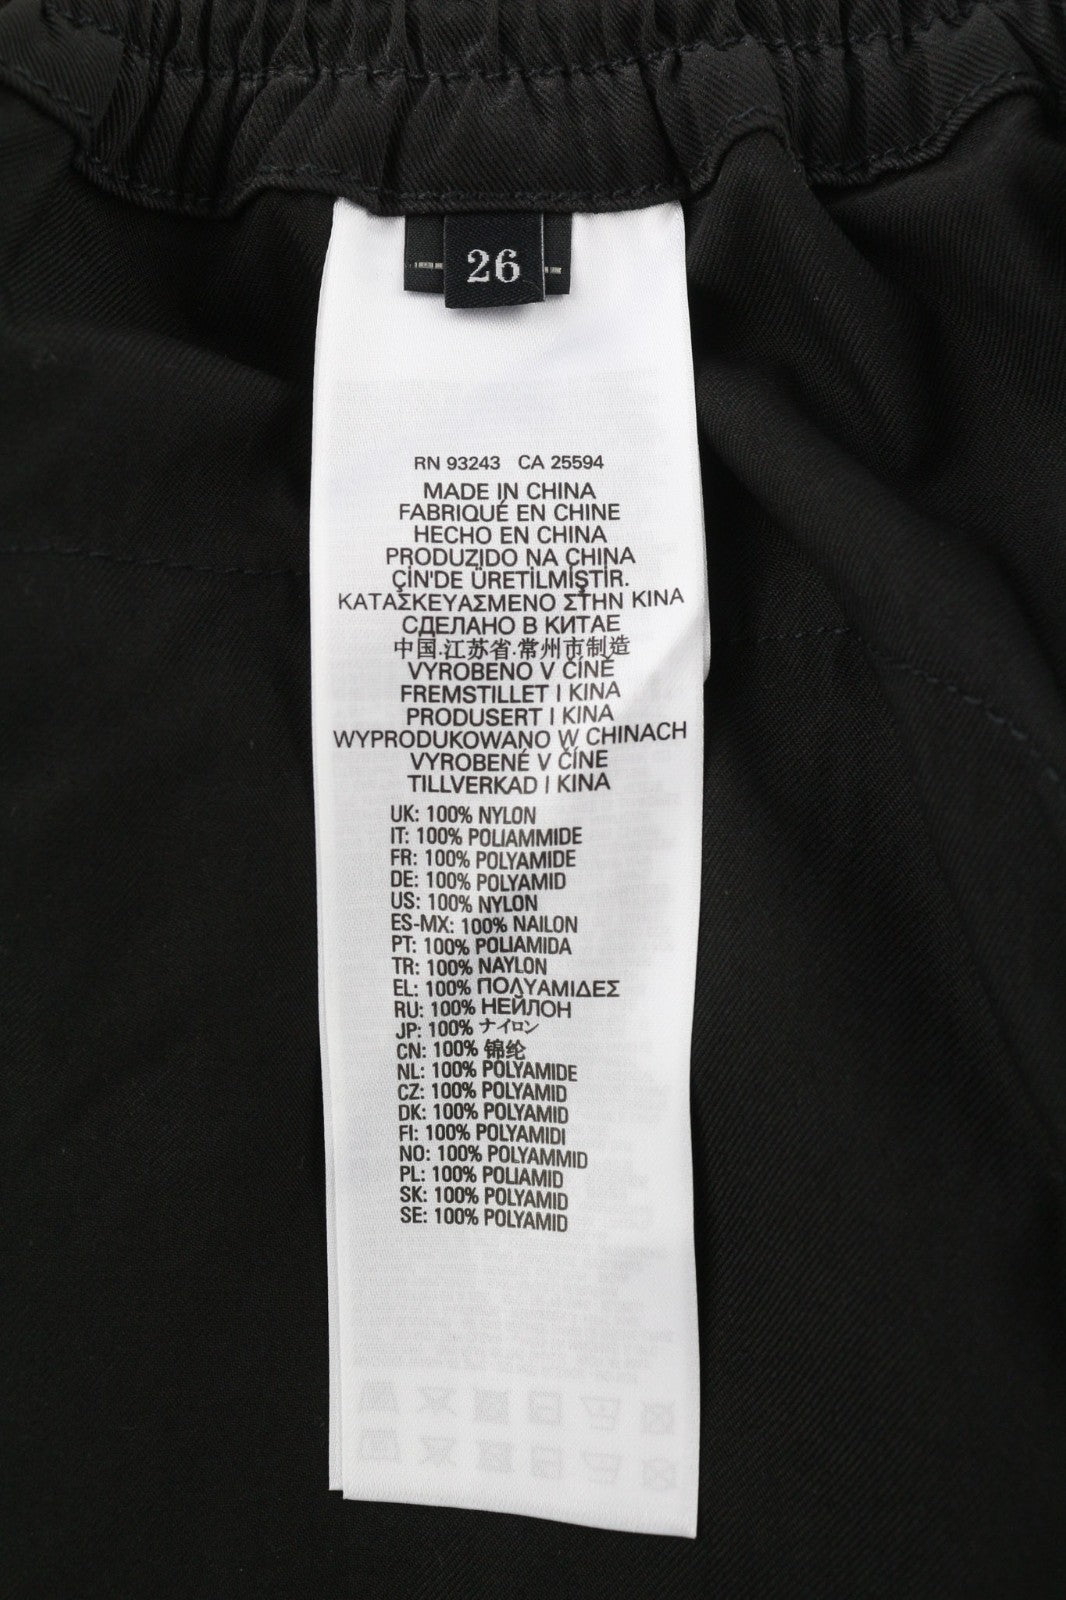 26
RN 93243 CA 25594
MADE IN CHINA
FABRIQUÉ EN CHINE
HECHO EN CHINA
PRODUZIDO NA CHINA
ÇİN'DE ÜRETİLMİŞTİR.
ΚΑΤΑΣΚΕΥΑΣΜΕΝΟ ΣΤΗΝ ΚΙΝΑ
СДЕЛАНО В КИТАЕ
中国.江苏省.常州市制造
VYROBENO V ČÍNĚ
FREMSTILLET I KINA
PRODUSERT I KINA
WYPRODUKOWANO W CHINACH
VYROBENÉ V ČÍNE
TILLVERKAD I KINA
UK: 100% NYLON
IT: 100% POLIAMMIDE
FR: 100% POLYAMIDE
DE: 100% POLYAMID
US: 100% NYLON
ES-MX: 100% NAILON
PT: 100% POLIAMIDA
TR: 100% NAYLON
EL: 100% ΠΟΛΥΑΜΙΔΕΣ
RU: 100% НЕЙЛОН
JP: 100% ナイロン
CN: 100% 锦纶
NL: 100% POLYAMIDE
CZ: 100% POLYAMID
DK: 100% POLYAMID
FI: 100% POLYAMIDI
NO: 100% POLYAMMID
PL: 100% POLIAMID
SK: 100% POLYAMID
SE: 100% POLYAMID